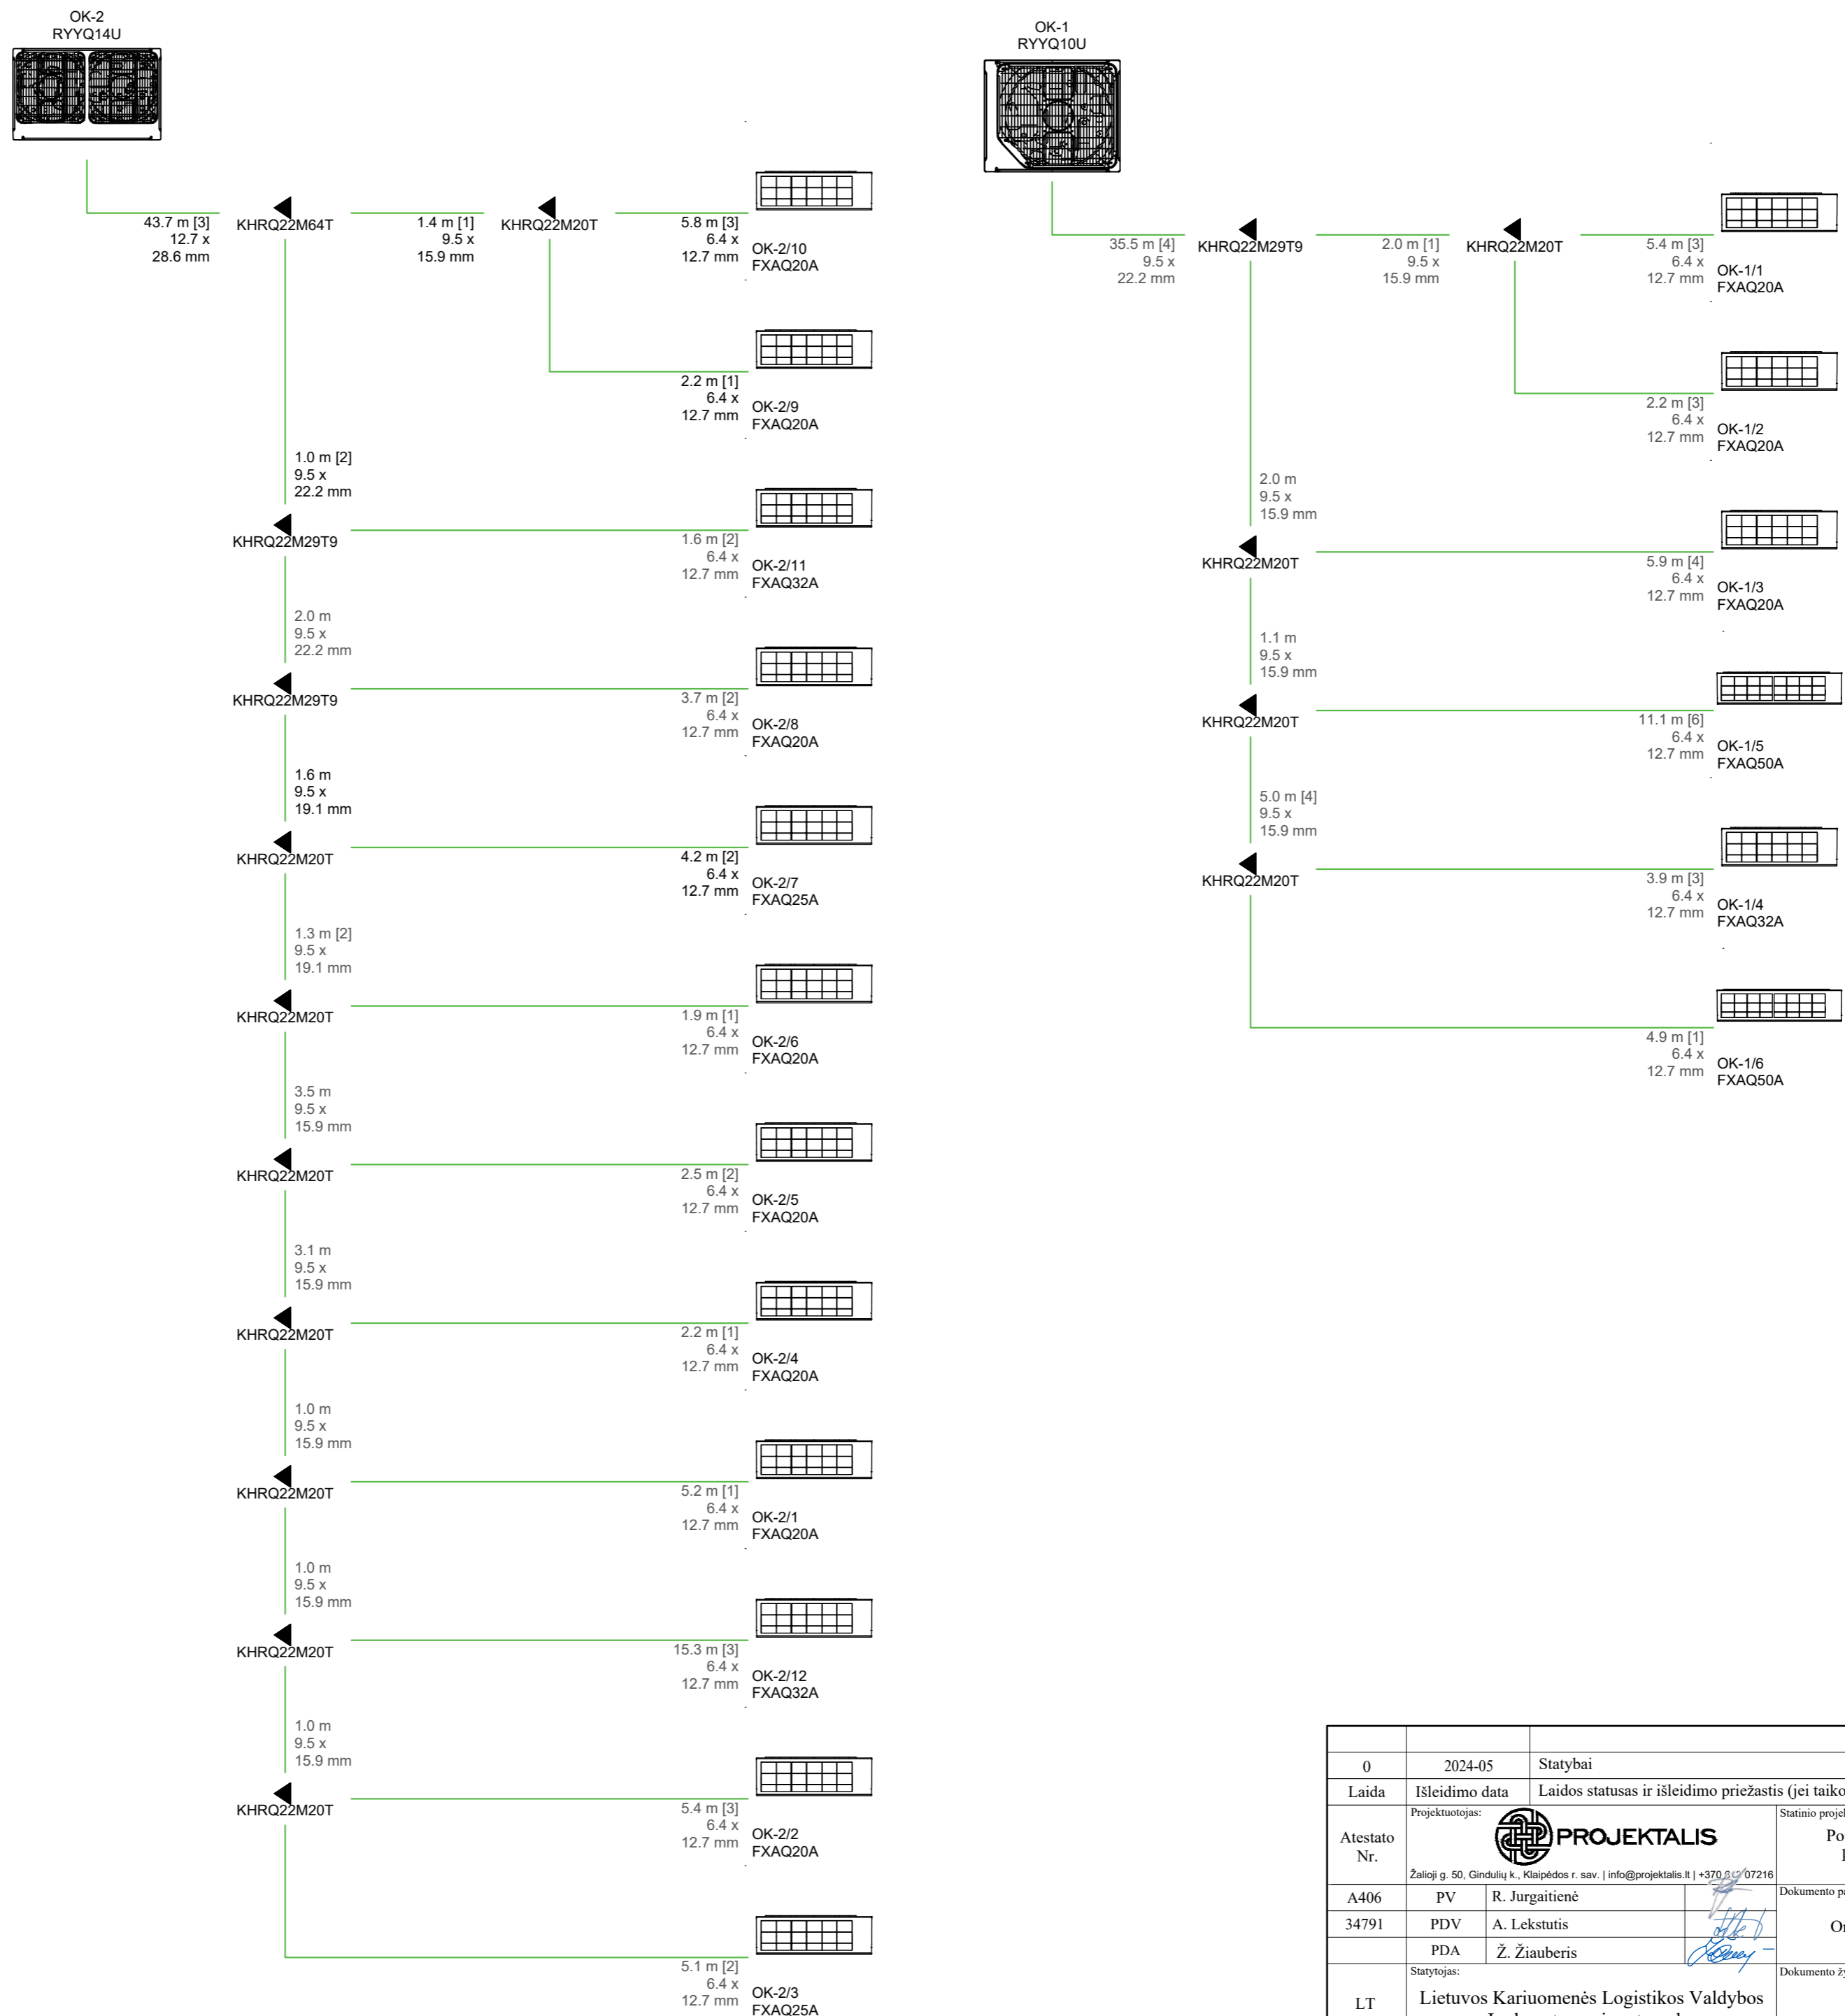 OK-2
RYYQ14U
43.7 m [3]
12.7 x
28.6 mm
KHRQ22M64T
1.4 m [1]
9.5 x
15.9 mm
KHRQ22M20T
5.8 m [3]
6.4 x
12.7 mm
OK-2/10
FXAQ20A
2.2 m [1]
6.4 x
12.7 mm
OK-2/9
FXAQ20A
1.0 m [2]
9.5 x
22.2 mm
KHRQ22M29T9
1.6 m [2]
6.4 x
12.7 mm
OK-2/11
FXAQ32A
2.0 m
9.5 x
22.2 mm
KHRQ22M29T9
3.7 m [2]
6.4 x
12.7 mm
OK-2/8
FXAQ20A
1.6 m
9.5 x
19.1 mm
KHRQ22M20T
4.2 m [2]
6.4 x
12.7 mm
OK-2/7
FXAQ25A
1.3 m [2]
9.5 x
19.1 mm
KHRQ22M20T
1.9 m [1]
6.4 x
12.7 mm
OK-2/6
FXAQ20A
3.5 m
9.5 x
15.9 mm
KHRQ22M20T
2.5 m [2]
6.4 x
12.7 mm
OK-2/5
FXAQ20A
3.1 m
9.5 x
15.9 mm
KHRQ22M20T
2.2 m [1]
6.4 x
12.7 mm
OK-2/4
FXAQ20A
1.0 m
9.5 x
15.9 mm
KHRQ22M20T
5.2 m [1]
6.4 x
12.7 mm
OK-2/1
FXAQ20A
1.0 m
9.5 x
15.9 mm
KHRQ22M20T
15.3 m [3]
6.4 x
12.7 mm
OK-2/12
FXAQ32A
1.0 m
9.5 x
15.9 mm
KHRQ22M20T
5.4 m [3]
6.4 x
12.7 mm
OK-2/2
FXAQ20A
5.1 m [2]
6.4 x
12.7 mm
OK-2/3
FXAQ25A
OK-1
RYYQ10U
35.5 m [4]
9.5 x
22.2 mm
KHRQ22M29T9
2.0 m [1]
9.5 x
15.9 mm
KHRQ22M20T
5.4 m [3]
6.4 x
12.7 mm
OK-1/1
FXAQ20A
2.2 m [3]
6.4 x
12.7 mm
OK-1/2
FXAQ20A
2.0 m
9.5 x
15.9 mm
KHRQ22M20T
5.9 m [4]
6.4 x
12.7 mm
OK-1/3
FXAQ20A
1.1 m
9.5 x
15.9 mm
KHRQ22M20T
11.1 m [6]
6.4 x
12.7 mm
OK-1/5
FXAQ50A
5.0 m [4]
9.5 x
15.9 mm
KHRQ22M20T
3.9 m [3]
6.4 x
12.7 mm
OK-1/4
FXAQ32A
4.9 m [1]
6.4 x
12.7 mm
OK-1/6
FXAQ50A
0 2024-05 Statybai
Laida Išleidimo data Laidos statusas ir išleidimo priežastis (jei taiko
Atestato
Nr.
Projektuotojas:
PROJEKTALIS
Žalioji g. 50, Gindulių k., Klaipėdos r. sav. | info@projektalis.lt | +370 07216
Statinio projek
Po
A406 PV R. Jurgaitienė
Dokumento pa
34791 PDV A. Lekstutis
Or
PDA Ž. Žiauberis
LT
Statytojas:
Lietuvos Kariuomenės Logistikos Valdybos
Dokumento žy